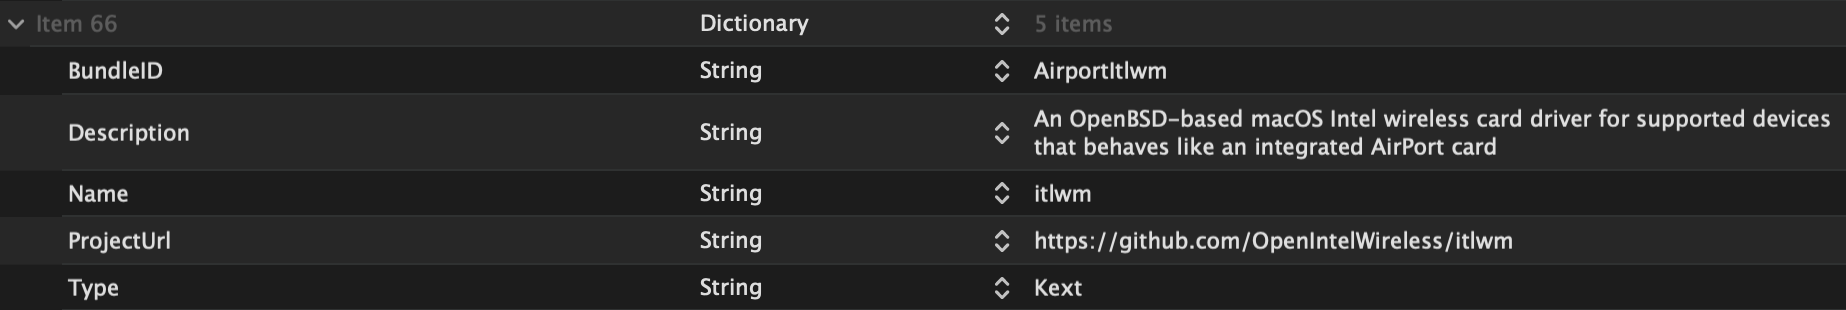 Item 66 Dictionary 5 items
BundleID String AirportItlwm
Description String An OpenBSD-based macOS Intel wireless card driver for supported devices
that behaves like an integrated AirPort card
Name String itlwm
ProjectUrl String https://github.com/OpenIntelWireless/itlwm
Type String Kext